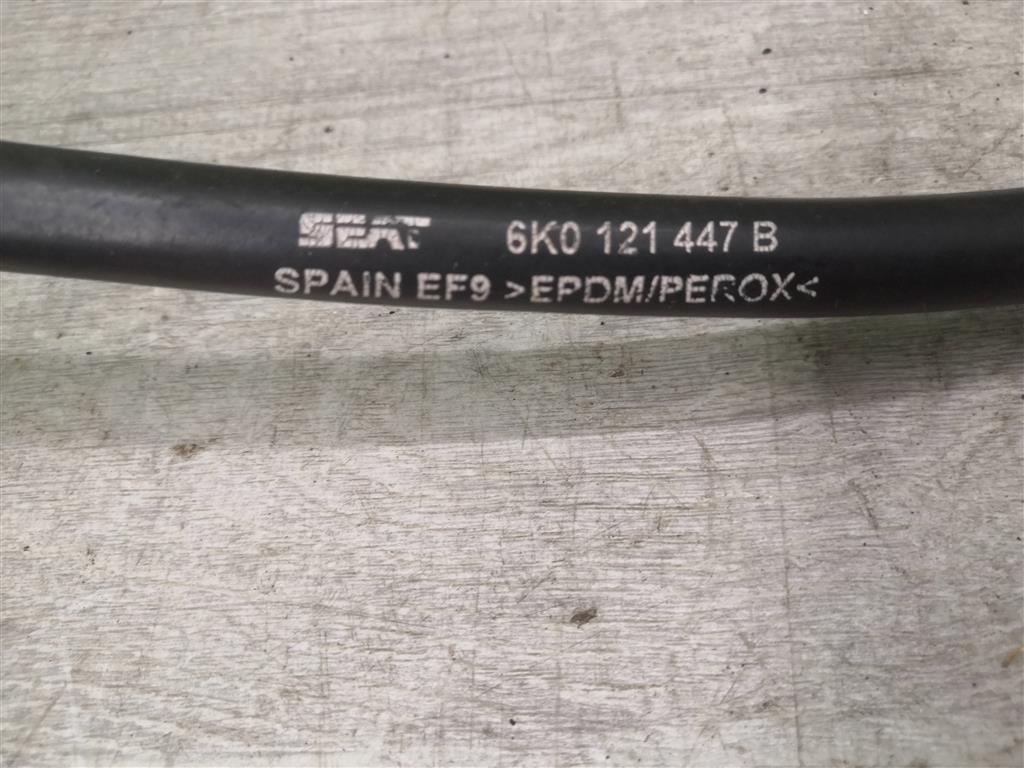 SEAT 6K0 121 447 B
SPAIN EF9 >EPDM/PEROX<